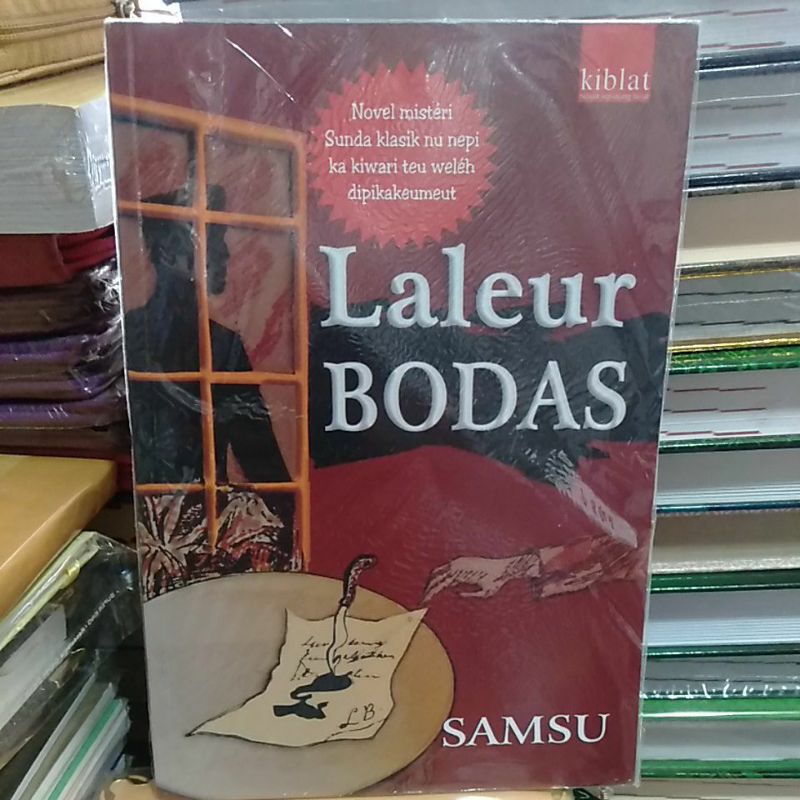 kiblat
Novel mistéri
Sunda klasik nu nepi
ka kiwari teu weléh
dipikakeumeut
Laleur
BODAS
L B
SAMSU